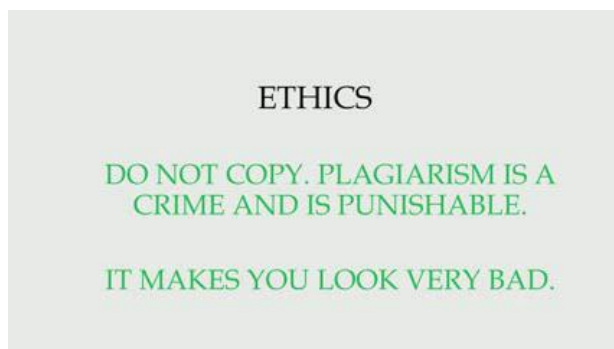 ETHICS
DO NOT COPY. PLAGIARISM IS A
CRIME AND IS PUNISHABLE.
IT MAKES YOU LOOK VERY BAD.